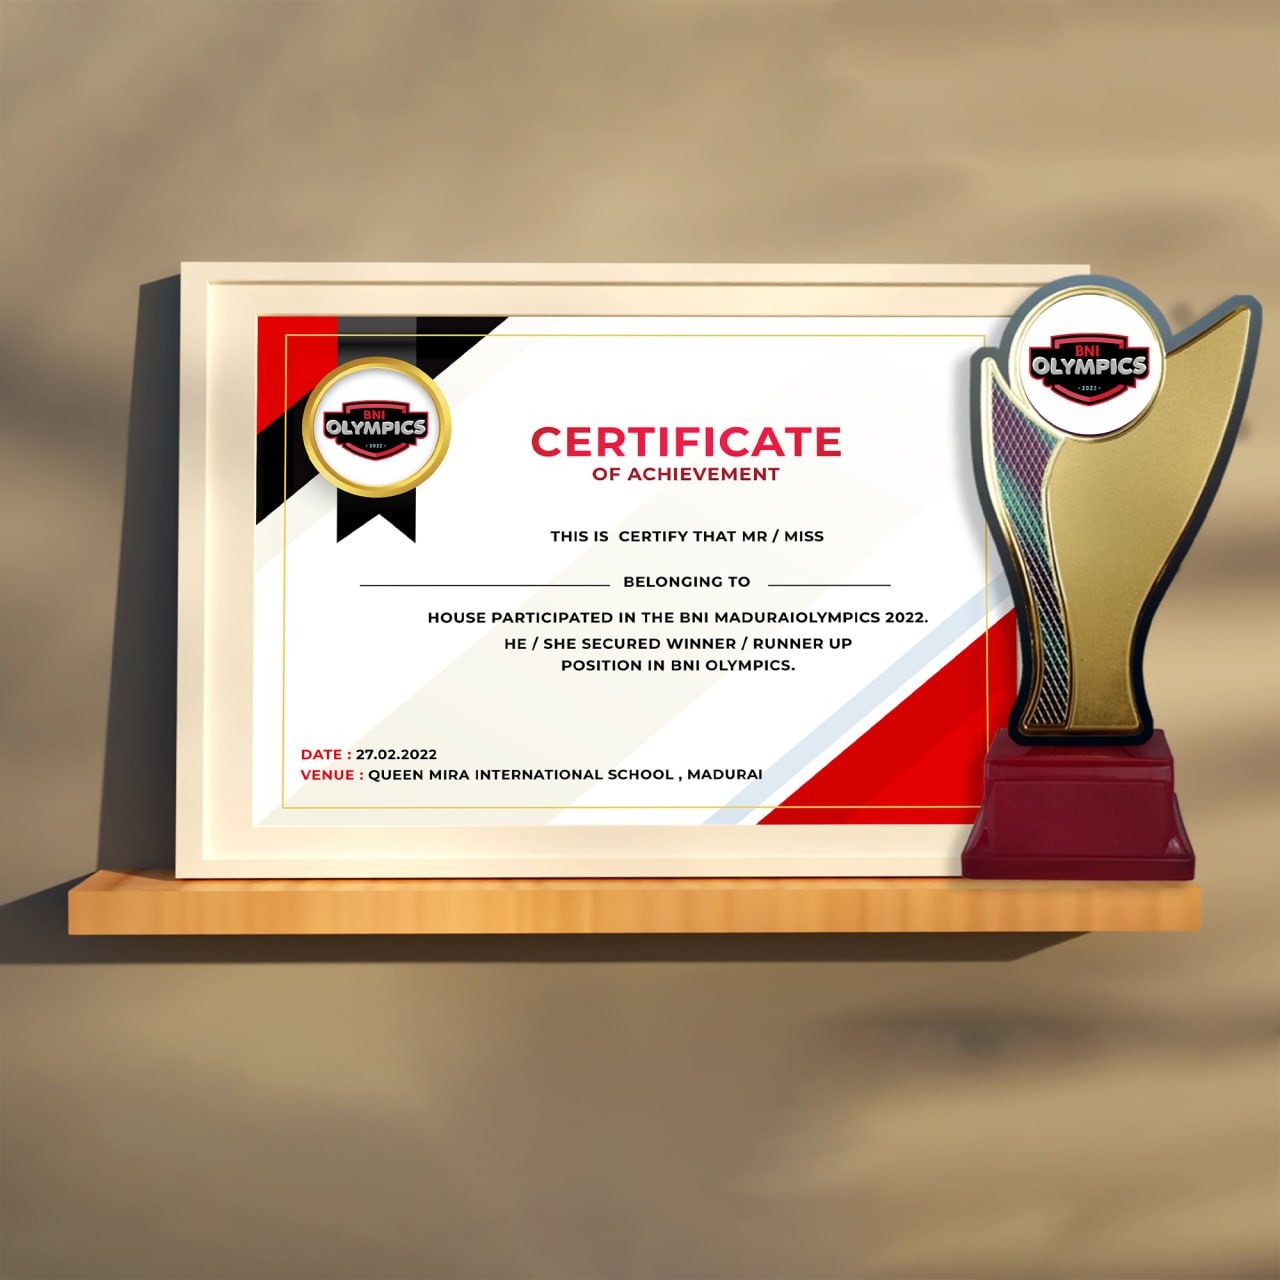 BNI
OLYMPICS
· 2022 ·
CERTIFICATE
OF ACHIEVEMENT
THIS IS  CERTIFY THAT MR / MISS
BELONGING TO
HOUSE PARTICIPATED IN THE BNI MADURAIOLYMPICS 2022.
HE / SHE SECURED WINNER / RUNNER UP
POSITION IN BNI OLYMPICS.
DATE : 27.02.2022
VENUE : QUEEN MIRA INTERNATIONAL SCHOOL , MADURAI
BNI
OLYMPICS
· 2022 ·